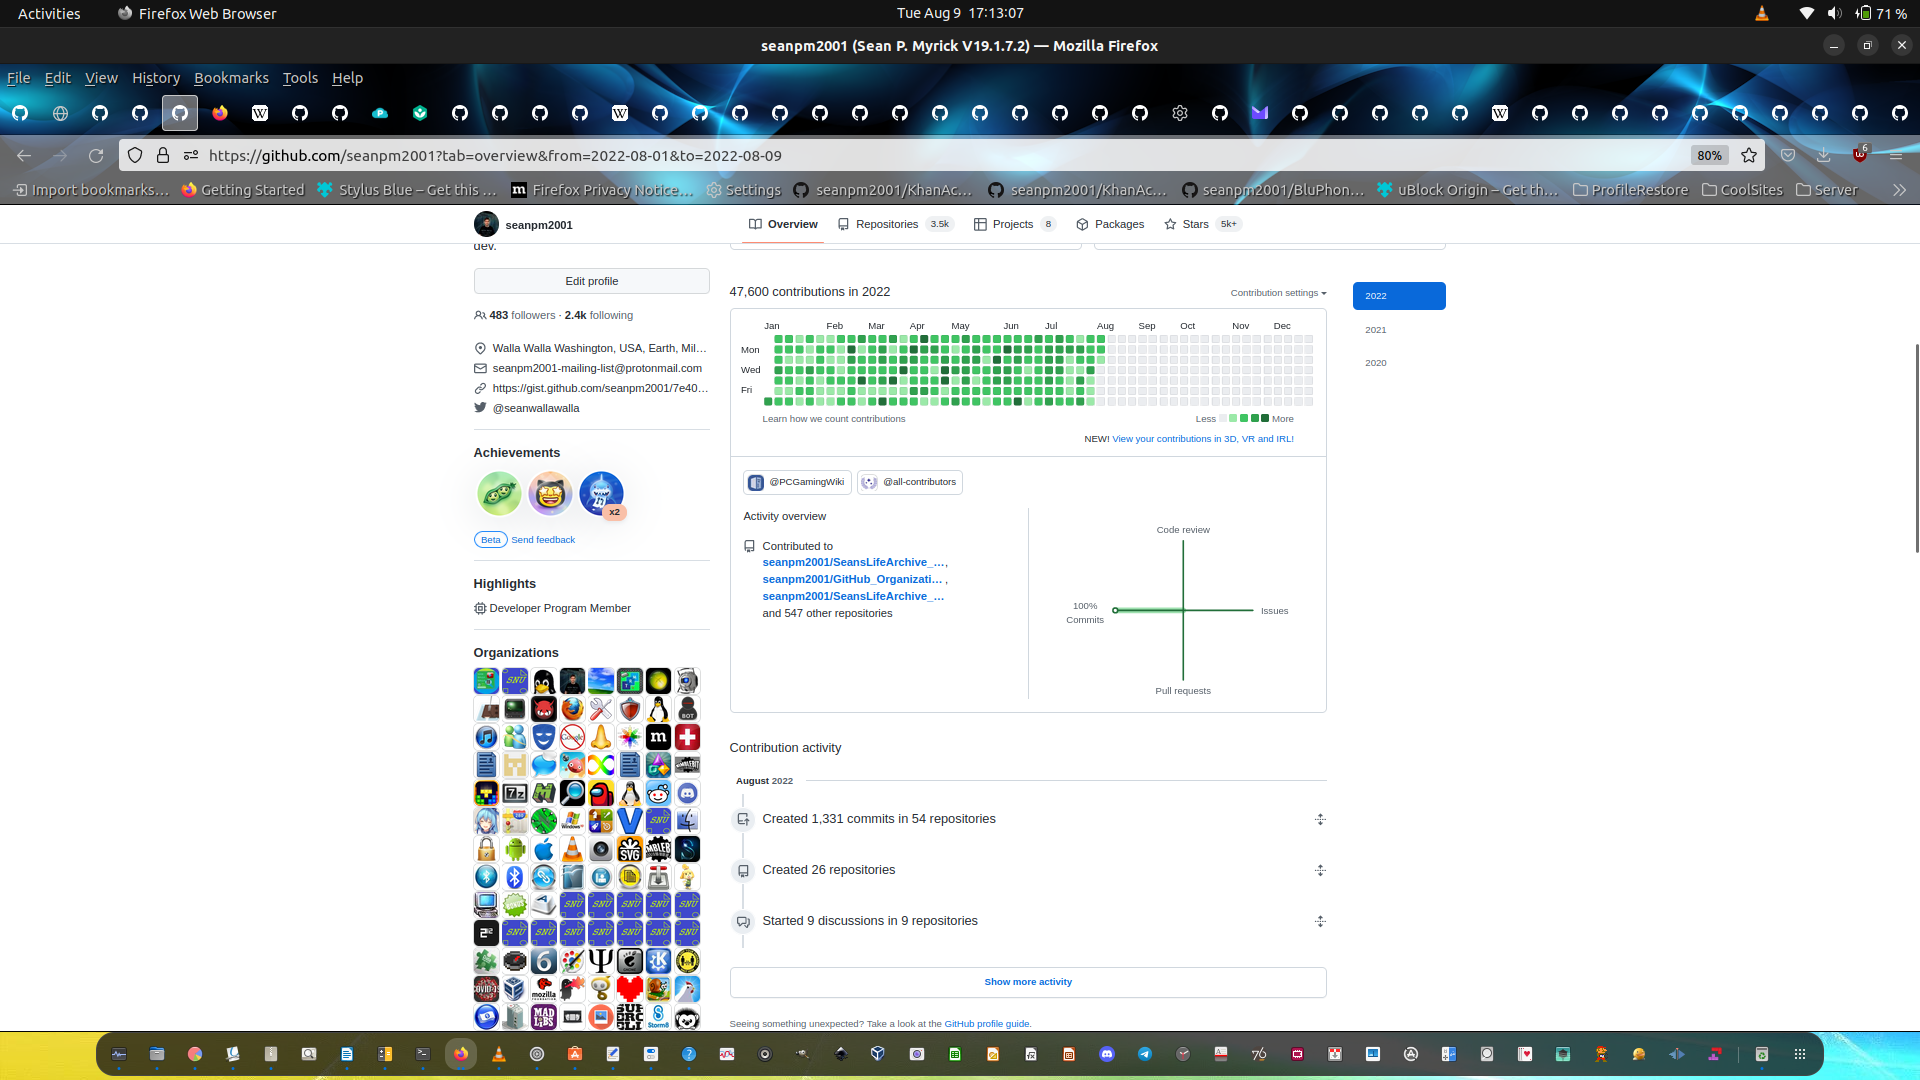 Activities Firefox Web Browser Tue Aug 9 17:13:07 71 %
seanpm2001 (Sean P. Myrick V19.1.7.2) — Mozilla Firefox
File Edit View History Bookmarks Tools Help
https://github.com/seanpm2001?tab=overview&from=2022-08-01&to=2022-08-09 80% 6
Import bookmarks… Getting Started Stylus Blue – Get this … Firefox Privacy Notice… Settings seanpm2001/KhanAc… seanpm2001/KhanAc… seanpm2001/BluPhon… uBlock Origin – Get th… ProfileRestore CoolSites Server
seanpm2001 Overview Repositories 3.5k Projects 8 Packages Stars 5k+
dev.
Edit profile
483 followers · 2.4k following
Walla Walla Washington, USA, Earth, Mil…
seanpm2001-mailing-list@protonmail.com
https://gist.github.com/seanpm2001/7e40…
@seanwallawalla
Achievements
x2
Beta Send feedback
Highlights
Developer Program Member
Organizations
47,600 contributions in 2022 Contribution settings
Jan Feb Mar Apr May Jun Jul Aug Sep Oct Nov Dec
Mon
Wed
Fri
Learn how we count contributions Less More
NEW! View your contributions in 3D, VR and IRL!
@PCGamingWiki @all-contributors
Activity overview
Contributed to
seanpm2001/SeansLifeArchive_…,
seanpm2001/GitHub_Organizati… ,
seanpm2001/SeansLifeArchive_…
and 547 other repositories
Code review
100%
Commits
Issues
Pull requests
2022
2021
2020
Contribution activity
August 2022
Created 1,331 commits in 54 repositories
Created 26 repositories
Started 9 discussions in 9 repositories
Show more activity
Seeing something unexpected? Take a look at the GitHub profile guide.